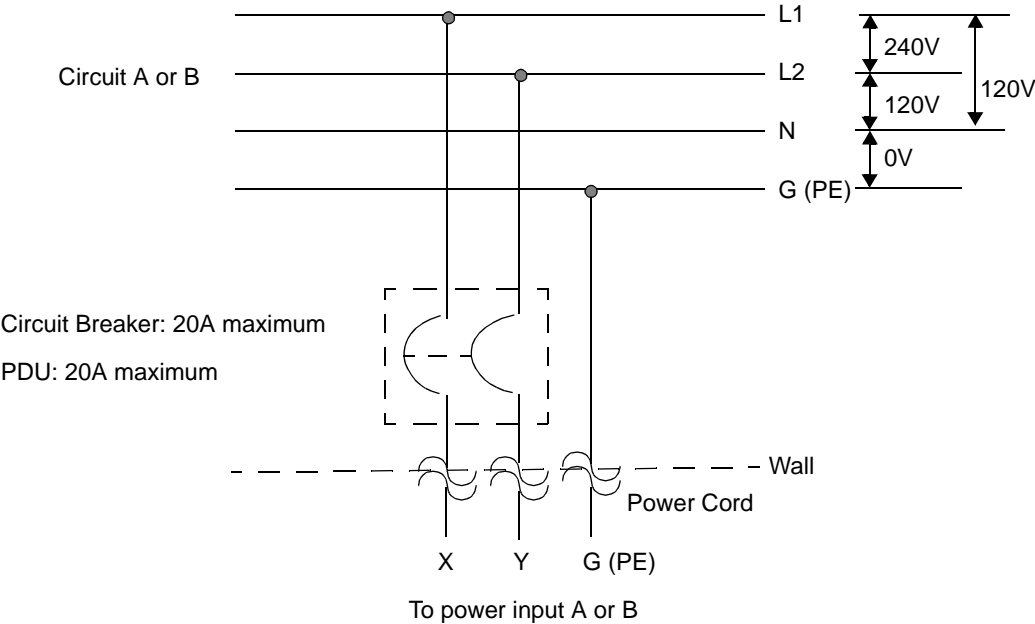 L1
240V
Circuit A or B
L2
120V
120V
N
0V
G (PE)
Circuit Breaker: 20A maximum
PDU: 20A maximum
Wall
Power Cord
X Y G (PE)
To power input A or B